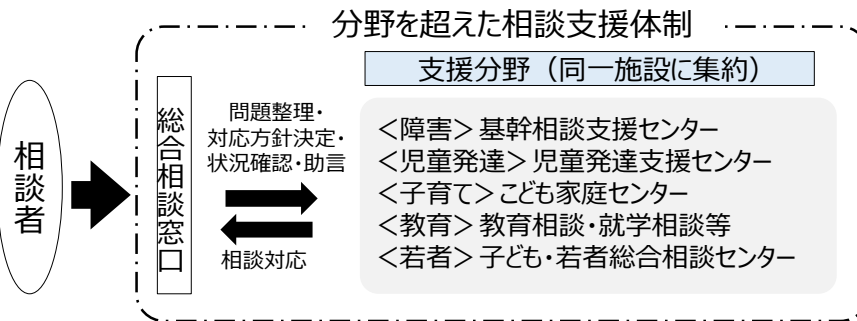 分野を超えた相談支援体制
支援分野（同一施設に集約）
相談者
総合相談窓口
問題整理・
対応方針決定・
状況確認・助言
相談対応
＜障害＞基幹相談支援センター
＜児童発達＞児童発達支援センター
＜子育て＞こども家庭センター
＜教育＞教育相談・就学相談等
＜若者＞子ども・若者総合相談センター